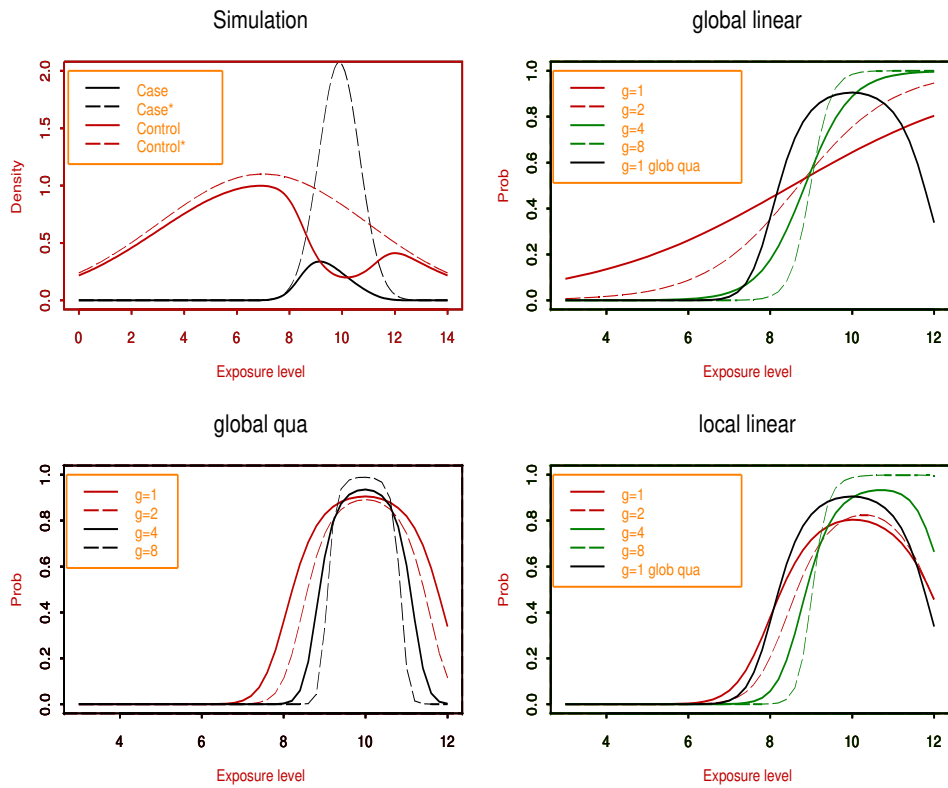 Simulation
Density
0.0 0.5 1.0 1.5 2.0
Case
Case*
Control
Control*
0 2 4 6 8 10 12 14
Exposure level
global linear
Prob
0.0 0.2 0.4 0.6 0.8 1.0
g=1
g=2
g=4
g=8
g=1 glob qua
4 6 8 10 12
Exposure level
global qua
Prob
0.0 0.2 0.4 0.6 0.8 1.0
g=1
g=2
g=4
g=8
4 6 8 10 12
Exposure level
local linear
Prob
0.0 0.2 0.4 0.6 0.8 1.0
g=1
g=2
g=4
g=8
g=1 glob qua
4 6 8 10 12
Exposure level